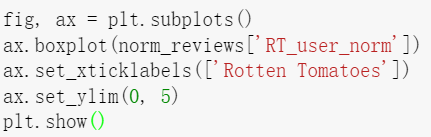 fig, ax = plt.subplots()
ax.boxplot(norm_reviews['RT_user_norm'])
ax.set_xticklabels(['Rotten Tomatoes'])
ax.set_ylim(0, 5)
plt.show()